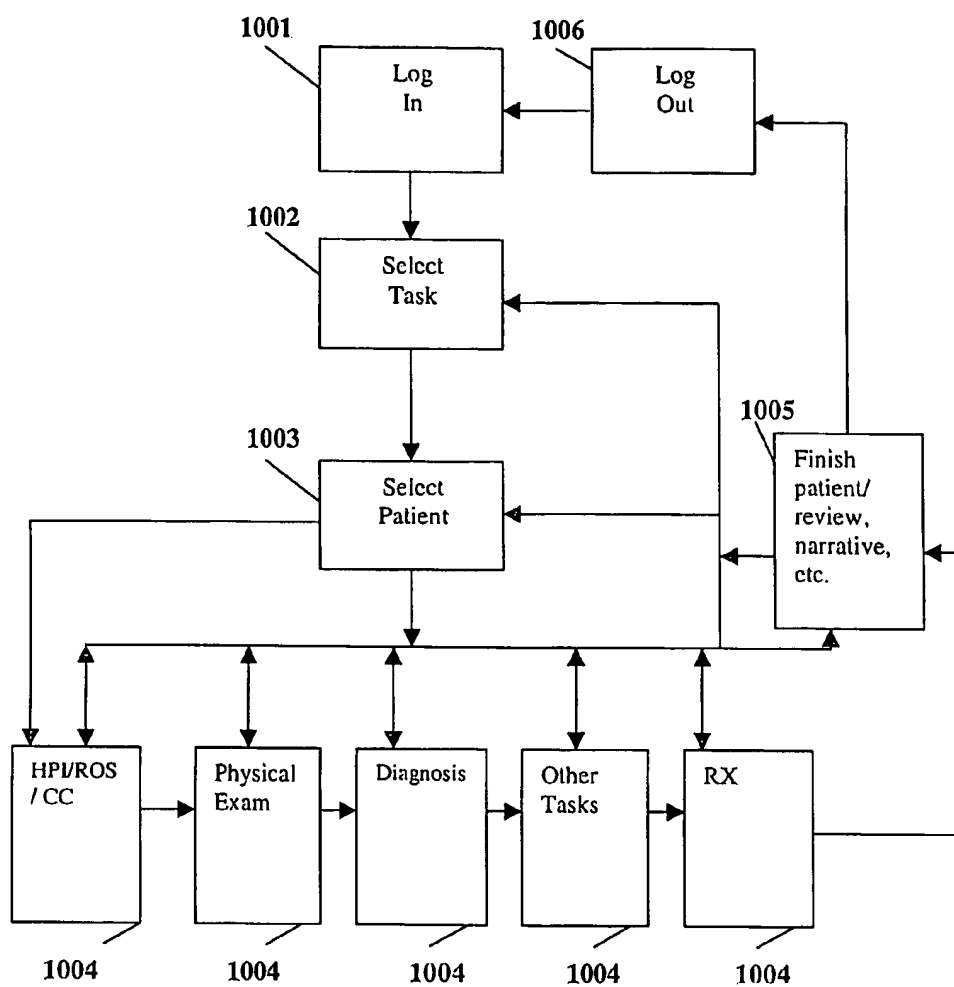 1001
Log
In
1006
Log
Out
1002
Select
Task
1003
Select
Patient
1005
Finish
patient/
review,
narrative,
etc.
HPI/ROS
/ CC
Physical
Exam
Diagnosis
Other
Tasks
RX
1004
1004
1004
1004
1004